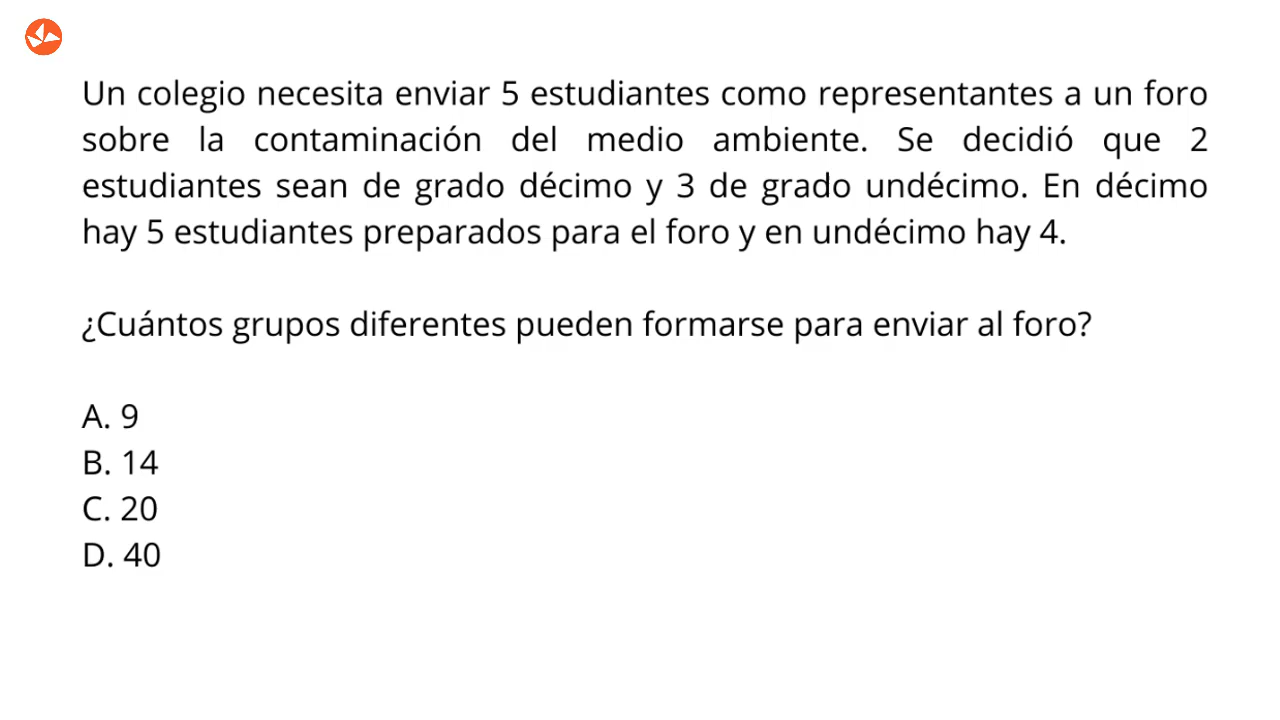 Un colegio necesita enviar 5 estudiantes como representantes a un foro
sobre la contaminación del medio ambiente. Se decidió que 2
estudiantes sean de grado décimo y 3 de grado undécimo. En décimo
hay 5 estudiantes preparados para el foro y en undécimo hay 4.
¿Cuántos grupos diferentes pueden formarse para enviar al foro?
A. 9
B. 14
C. 20
D. 40